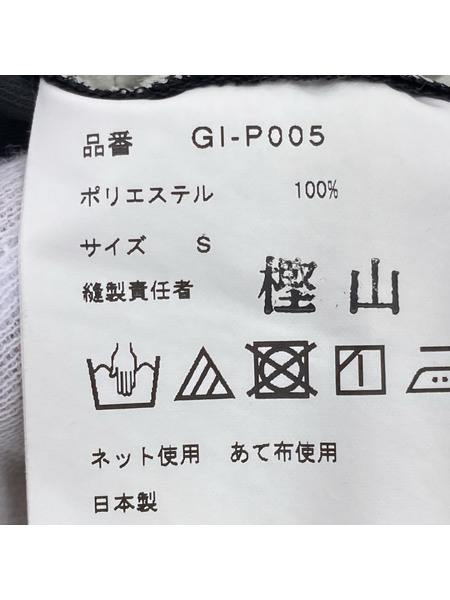 品番 GI-P005
ポリエステル 100%
サイズ S
縫製責任者 樫山
ネット使用 あて布使用
日本製